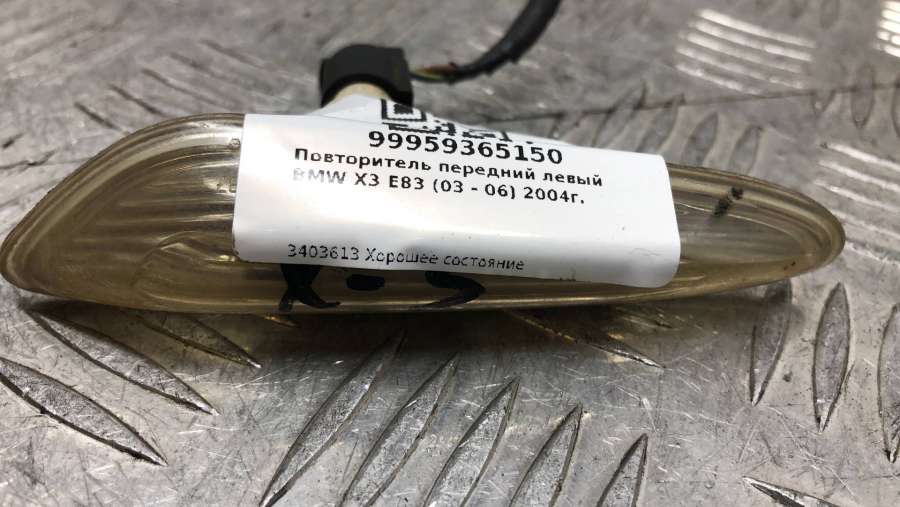 99959365150
Повторитель передний левый
BMW X3 E83 (03 - 06) 2004г.
3403613 Хорошее состояние